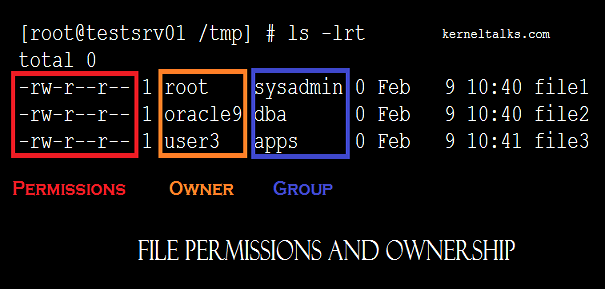 [root@testsrv01 /tmp] # ls -lrt
kerneltalks.com
total 0
-rw-r--r-- 1 root sysadmin 0 Feb 9 10:40 file1
-rw-r--r-- 1 oracle9 dba 0 Feb 9 10:40 file2
-rw-r--r-- 1 user3 apps 0 Feb 9 10:41 file3
Permissions Owner Group
File Permissions and Ownership